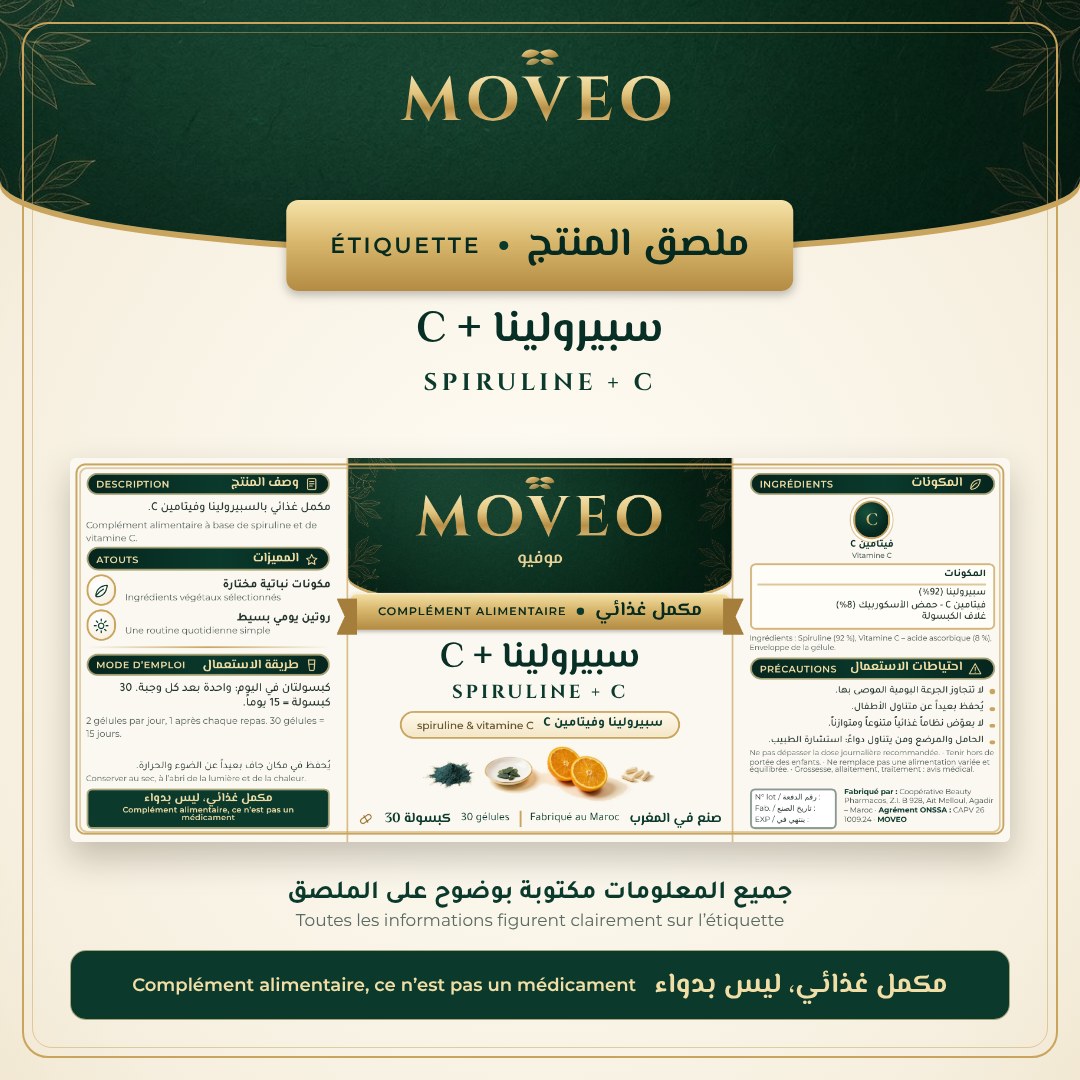 MOVEO
ÉTIQUETTE • ملصق المنتج
سبيرولينا + C
SPIRULINE + C
DESCRIPTION وصف المنتج
مكمل غذائي بالسبيرولينا وفيتامين C.
Complément alimentaire à base de spiruline et de
vitamine C.
ATOUTS المميزات
مكونات نباتية مختارة
Ingrédients végétaux sélectionnés
روتين يومي بسيط
Une routine quotidienne simple
MODE D'EMPLOI طريقة الاستعمال
كبسولتان في اليوم: واحدة بعد كل وجبة. 30
كبسولة = 15 يوماً.
2 gélules par jour, 1 après chaque repas. 30 gélules =
15 jours.
يُحفظ في مكان جاف بعيداً عن الضوء والحرارة.
Conserver au sec, à l'abri de la lumière et de la chaleur.
مكمل غذائي، ليس بدواء
Complément alimentaire, ce n'est pas un
médicament
MOVEO
موفيو
COMPLÉMENT ALIMENTAIRE • مكمل غذائي
سبيرولينا + C
SPIRULINE + C
spiruline & vitamine C سبيرولينا وفيتامين C
30 كبسولة 30 gélules | Fabriqué au Maroc صنع في المغرب
INGRÉDIENTS المكونات
C
فيتامين C
Vitamine C
المكونات
سبيرولينا (92%)
فيتامين C - حمض الأسكوربيك (8%)
غلاف الكبسولة
Ingrédients : Spiruline (92 %), Vitamine C – acide ascorbique (8 %),
Enveloppe de la gélule.
PRÉCAUTIONS احتياطات الاستعمال
لا تتجاوز الجرعة اليومية الموصى بها.
يُحفظ بعيداً عن متناول الأطفال.
لا يعوّض نظاماً غذائياً متنوعاً ومتوازناً.
الحامل والمرضع ومن يتناول دواءً: استشارة الطبيب.
Ne pas dépasser la dose journalière recommandée. · Tenir hors de
portée des enfants. · Ne remplace pas une alimentation variée et
équilibrée. · Grossesse, allaitement, traitement : avis médical.
N° lot / رقم الدفعة :
Fab. / تاريخ الصنع :
EXP / ينتهي في :
Fabriqué par : Coopérative Beauty
Pharmacos, Z.I. B 928, Ait Melloul, Agadir
– Maroc · Agrément ONSSA : CAPV 26
1009.24 · MOVEO
جميع المعلومات مكتوبة بوضوح على الملصق
Toutes les informations figurent clairement sur l'étiquette
Complément alimentaire, ce n'est pas un médicament مكمل غذائي، ليس بدواء